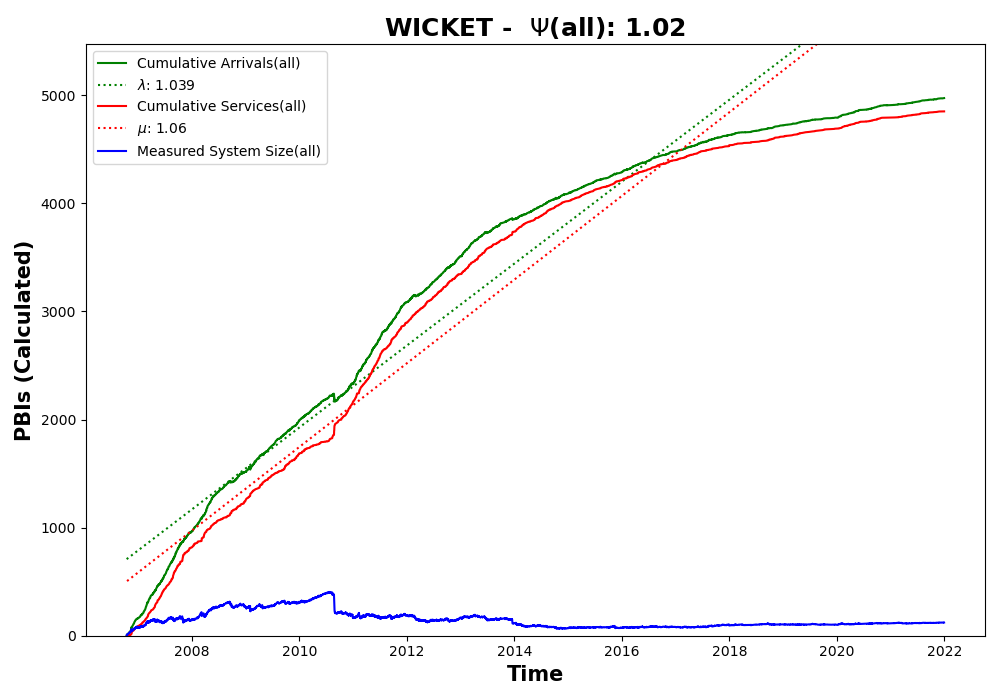 WICKET - Ψ(all): 1.02
Cumulative Arrivals(all)
λ: 1.039
Cumulative Services(all)
μ: 1.06
Measured System Size(all)
PBIs (Calculated)
5000
4000
3000
2000
1000
0
2008 2010 2012 2014 2016 2018 2020 2022
Time